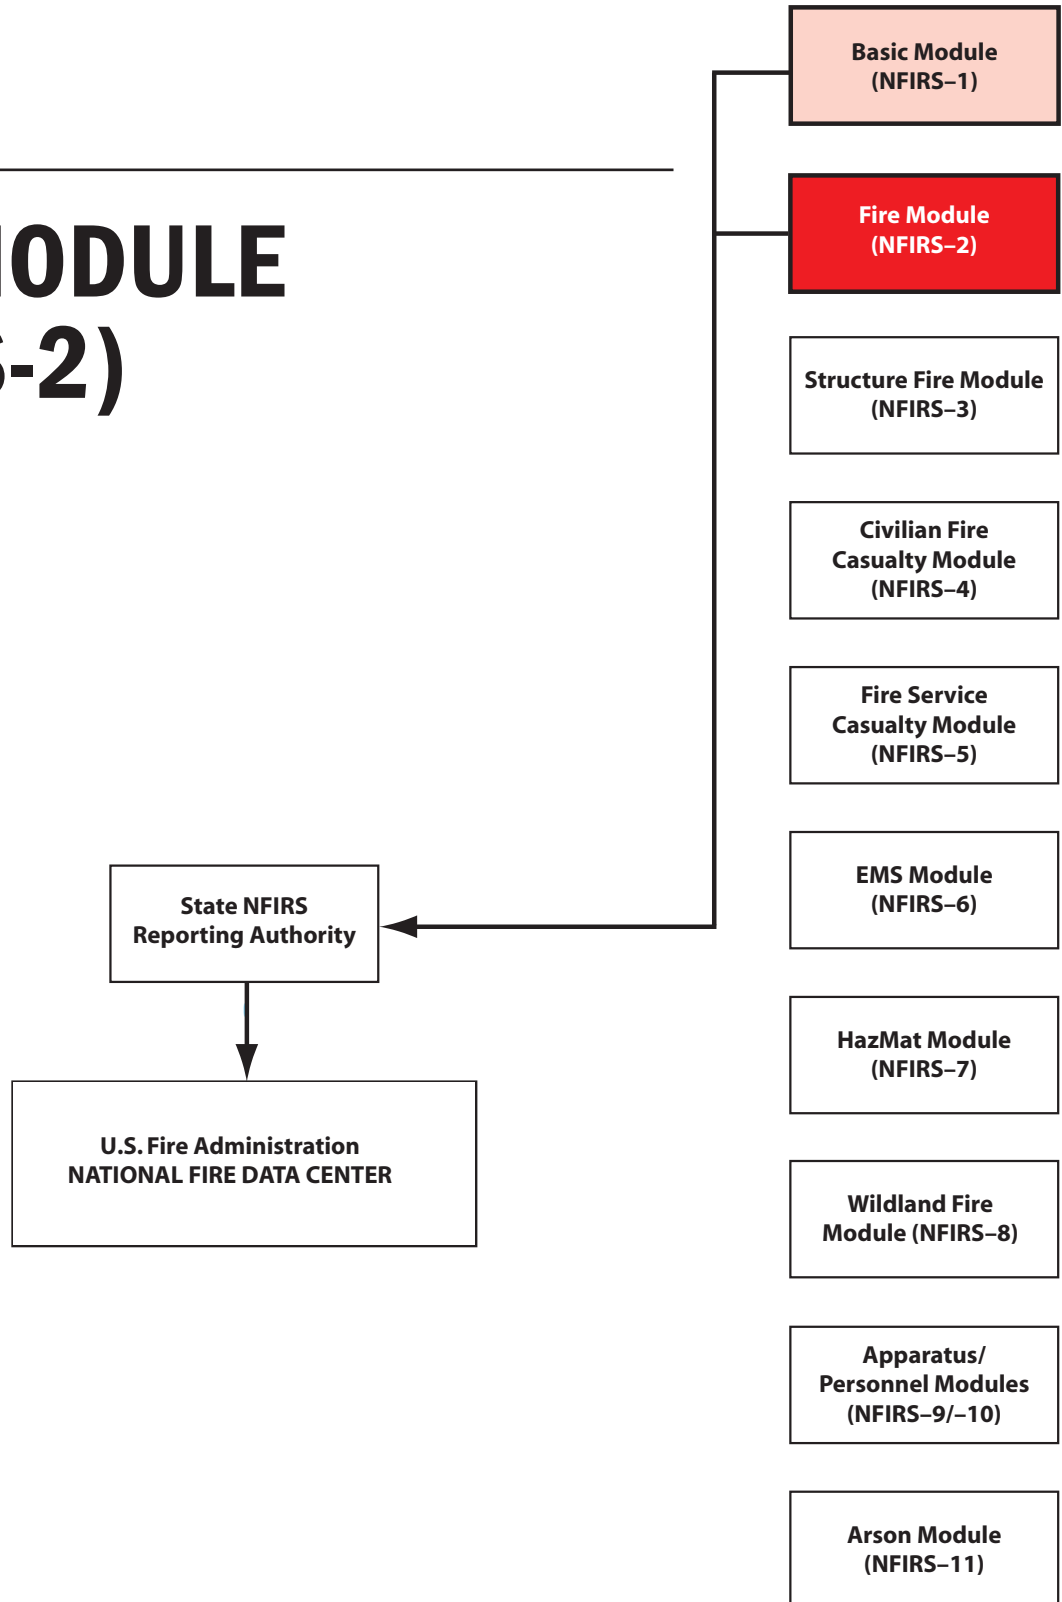 MODULE
-2)
Basic Module
(NFIRS–1)
Fire Module
(NFIRS–2)
Structure Fire Module
(NFIRS–3)
Civilian Fire
Casualty Module
(NFIRS–4)
Fire Service
Casualty Module
(NFIRS–5)
EMS Module
(NFIRS–6)
HazMat Module
(NFIRS–7)
Wildland Fire
Module (NFIRS–8)
Apparatus/
Personnel Modules
(NFIRS–9/–10)
Arson Module
(NFIRS–11)
State NFIRS
Reporting Authority
U.S. Fire Administration
NATIONAL FIRE DATA CENTER